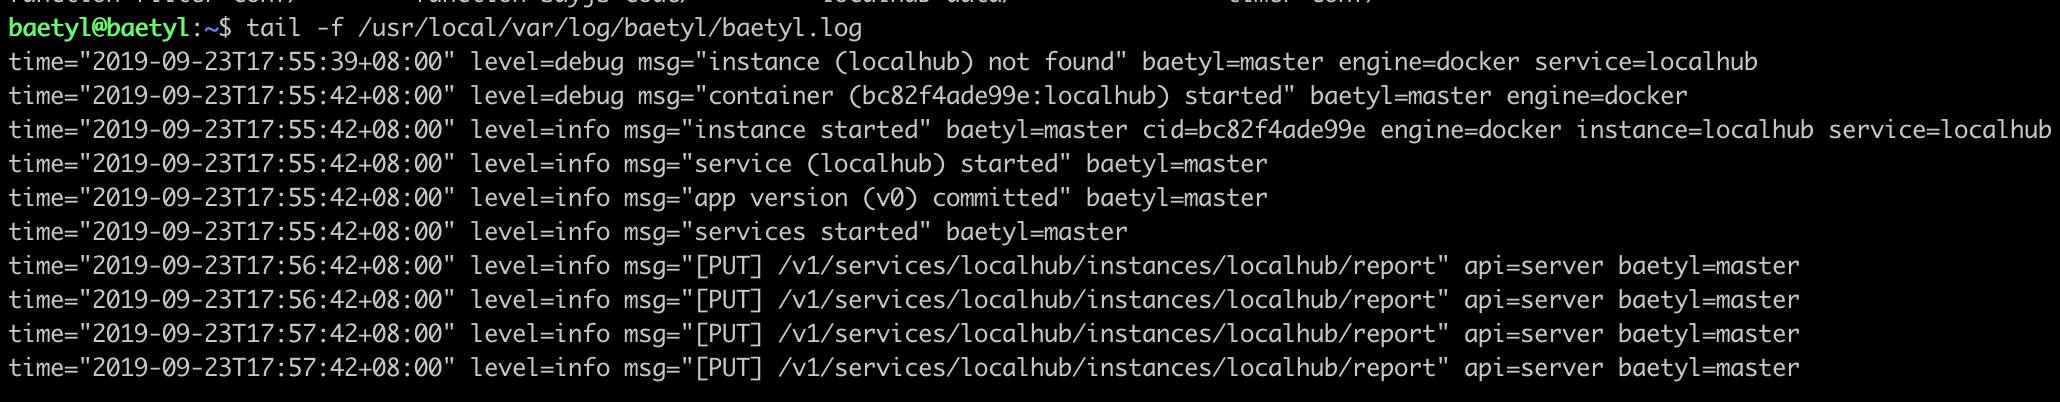 baetyl@baetyl:~$ tail -f /usr/local/var/log/baetyl/baetyl.log
time="2019-09-23T17:55:39+08:00" level=debug msg="instance (localhub) not found" baetyl=master engine=docker service=localhub
time="2019-09-23T17:55:42+08:00" level=debug msg="container (bc82f4ade99e:localhub) started" baetyl=master engine=docker
time="2019-09-23T17:55:42+08:00" level=info msg="instance started" baetyl=master cid=bc82f4ade99e engine=docker instance=localhub service=localhub
time="2019-09-23T17:55:42+08:00" level=info msg="service (localhub) started" baetyl=master
time="2019-09-23T17:55:42+08:00" level=info msg="app version (v0) committed" baetyl=master
time="2019-09-23T17:55:42+08:00" level=info msg="services started" baetyl=master
time="2019-09-23T17:56:42+08:00" level=info msg="[PUT] /v1/services/localhub/instances/localhub/report" api=server baetyl=master
time="2019-09-23T17:56:42+08:00" level=info msg="[PUT] /v1/services/localhub/instances/localhub/report" api=server baetyl=master
time="2019-09-23T17:57:42+08:00" level=info msg="[PUT] /v1/services/localhub/instances/localhub/report" api=server baetyl=master
time="2019-09-23T17:57:42+08:00" level=info msg="[PUT] /v1/services/localhub/instances/localhub/report" api=server baetyl=master